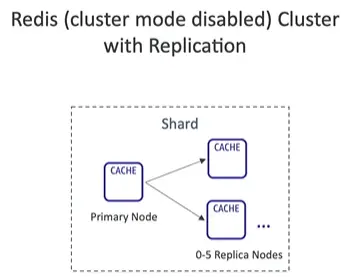 Redis (cluster mode disabled) Cluster
with Replication
Shard
CACHE
CACHE
Primary Node
CACHE
...
0-5 Replica Nodes